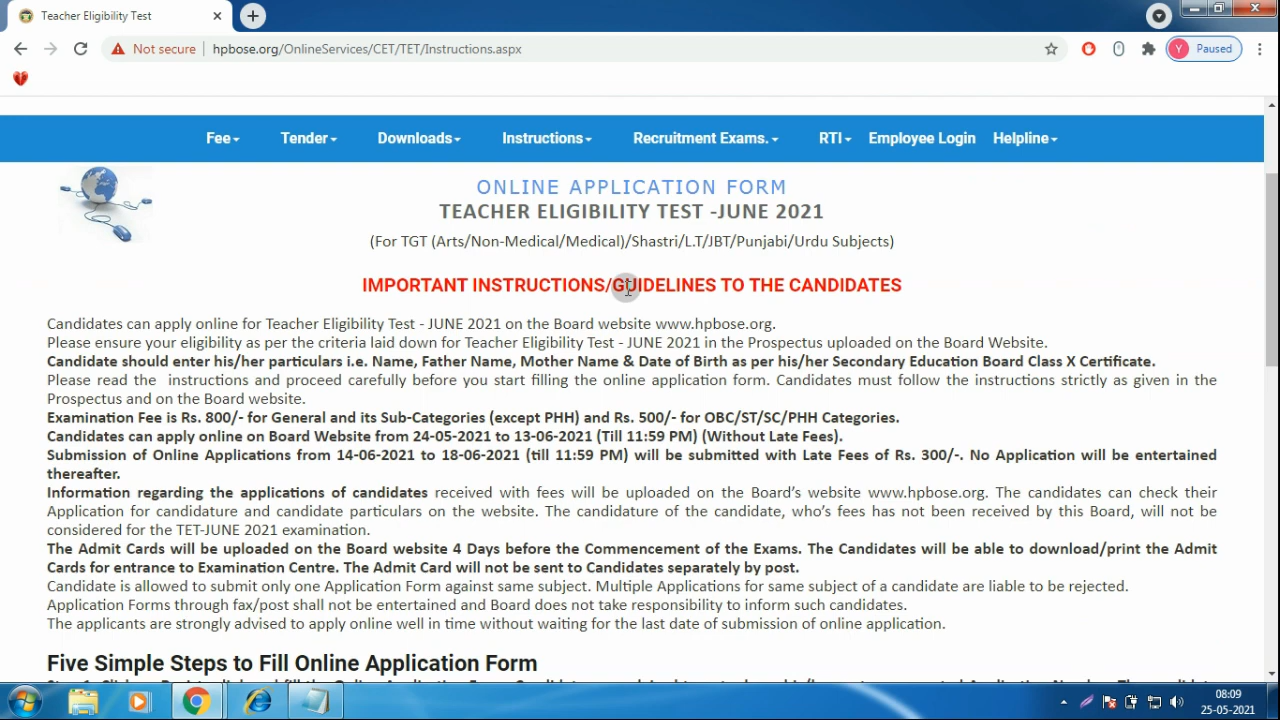 Teacher Eligibility Test
Not secure
hpbose.org/OnlineServices/CET/TET/Instructions.aspx
Y Paused
Fee Tender Downloads Instructions Recruitment Exams. RTI Employee Login Helpline
ONLINE APPLICATION FORM
TEACHER ELIGIBILITY TEST -JUNE 2021
(For TGT (Arts/Non-Medical/Medical)/Shastri/L.T/JBT/Punjabi/Urdu Subjects)
IMPORTANT INSTRUCTIONS/GUIDELINES TO THE CANDIDATES
Candidates can apply online for Teacher Eligibility Test - JUNE 2021 on the Board website www.hpbose.org.
Please ensure your eligibility as per the criteria laid down for Teacher Eligibility Test - JUNE 2021 in the Prospectus uploaded on the Board Website.
Candidate should enter his/her particulars i.e. Name, Father Name, Mother Name & Date of Birth as per his/her Secondary Education Board Class X Certificate.
Please read the instructions and proceed carefully before you start filling the online application form. Candidates must follow the instructions strictly as given in the
Prospectus and on the Board website.
Examination Fee is Rs. 800/- for General and its Sub-Categories (except PHH) and Rs. 500/- for OBC/ST/SC/PHH Categories.
Candidates can apply online on Board Website from 24-05-2021 to 13-06-2021 (Till 11:59 PM) (Without Late Fees).
Submission of Online Applications from 14-06-2021 to 18-06-2021 (till 11:59 PM) will be submitted with Late Fees of Rs. 300/-. No Application will be entertained
thereafter.
Information regarding the applications of candidates received with fees will be uploaded on the Board's website www.hpbose.org. The candidates can check their
Application for candidature and candidate particulars on the website. The candidature of the candidate, who's fees has not been received by this Board, will not be
considered for the TET-JUNE 2021 examination.
The Admit Cards will be uploaded on the Board website 4 Days before the Commencement of the Exams. The Candidates will be able to download/print the Admit
Cards for entrance to Examination Centre. The Admit Card will not be sent to Candidates separately by post.
Candidate is allowed to submit only one Application Form against same subject. Multiple Applications for same subject of a candidate are liable to be rejected.
Application Forms through fax/post shall not be entertained and Board does not take responsibility to inform such candidates.
The applicants are strongly advised to apply online well in time without waiting for the last date of submission of online application.
Five Simple Steps to Fill Online Application Form
08:09
25-05-2021